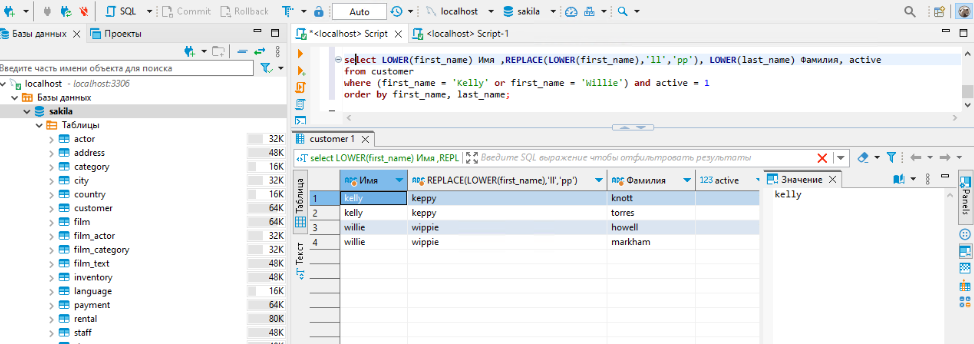 SQL Commit Rollback Auto localhost sakila
Базы данных Проекты
Введите часть имени объекта для поиска
localhost - localhost:3306
Базы данных
sakila
Таблицы
actor 32K
address 48K
category 16K
city 32K
country 16K
customer 64K
film 64K
film_actor 32K
film_category 32K
film_text 48K
inventory 48K
language 16K
payment 64K
rental 80K
staff 48K
*<localhost> Script <localhost> Script-1
select LOWER(first_name) Имя ,REPLACE(LOWER(first_name),'ll','pp'), LOWER(last_name) Фамилия, active
from customer
where (first_name = 'Kelly' or first_name = 'Willie') and active = 1
order by first_name, last_name;
customer 1
select LOWER(first_name) Имя ,REPL Введите SQL выражение чтобы отфильтровать результаты
Таблица
Текст
Имя REPLACE(LOWER(first_name),'ll','pp') Фамилия 123 active
1 kelly keppy knott
2 kelly keppy torres
3 willie wippie howell
4 willie wippie markham
Значение
kelly
Panels